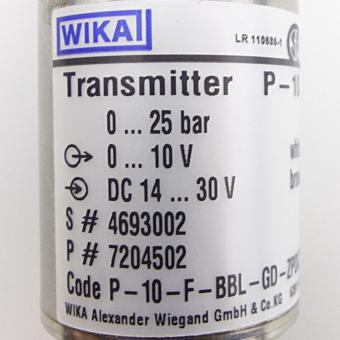 WIKA
LR 110686-1
Transmitter P-10
0 ... 25 bar
0 ... 10 V
DC 14 ... 30 V
S # 4693002
P # 7204502
Code P-10-F-BBL-GD-
WIKA Alexander Wiegand GmbH & Co.KG